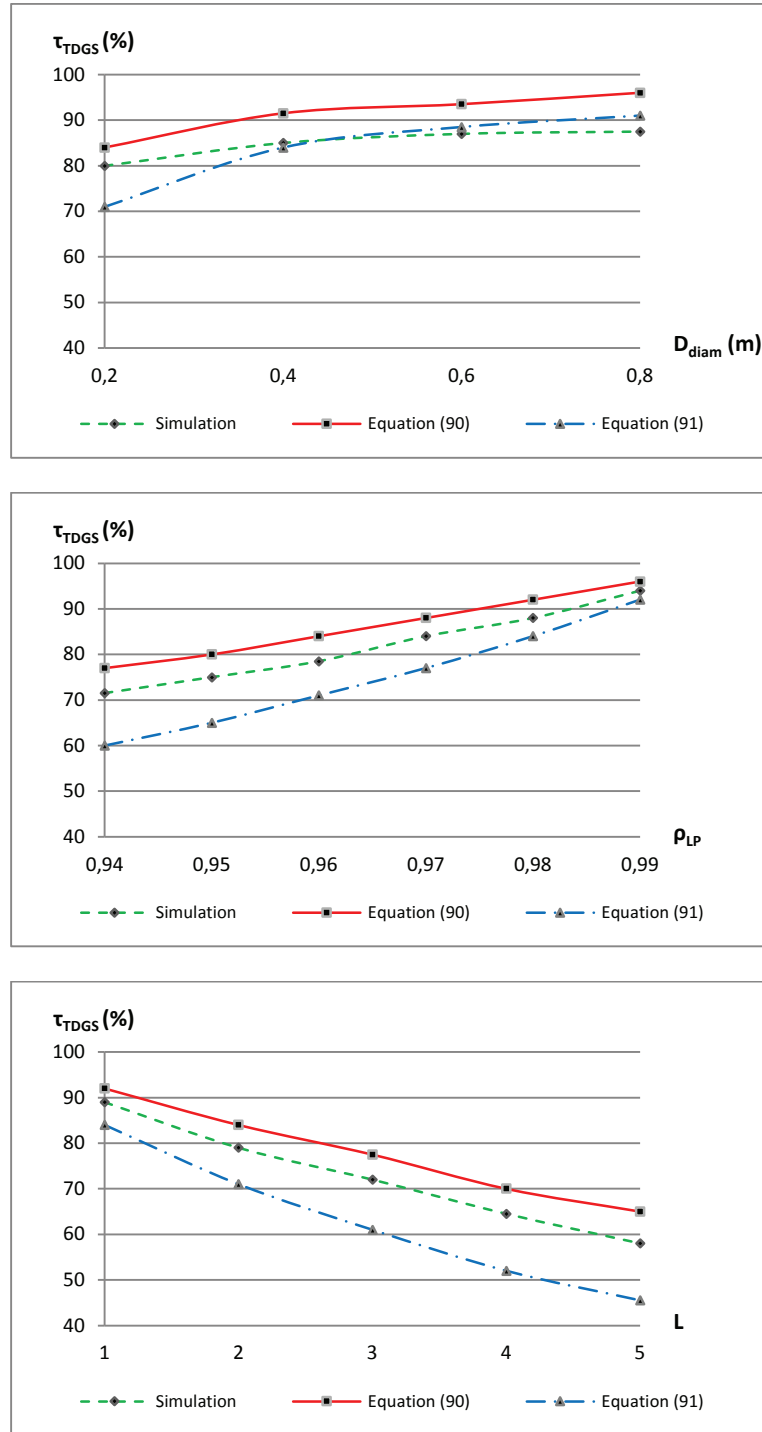 τTDGS (%)
100
90
80
70
60
50
40
0,2 0,4 0,6 0,8
Ddiam (m)
Simulation Equation (90) Equation (91)
τTDGS (%)
100
90
80
70
60
50
40
0,94 0,95 0,96 0,97 0,98 0,99
ρLP
Simulation Equation (90) Equation (91)
τTDGS (%)
100
90
80
70
60
50
40
1 2 3 4 5
L
Simulation Equation (90) Equation (91)